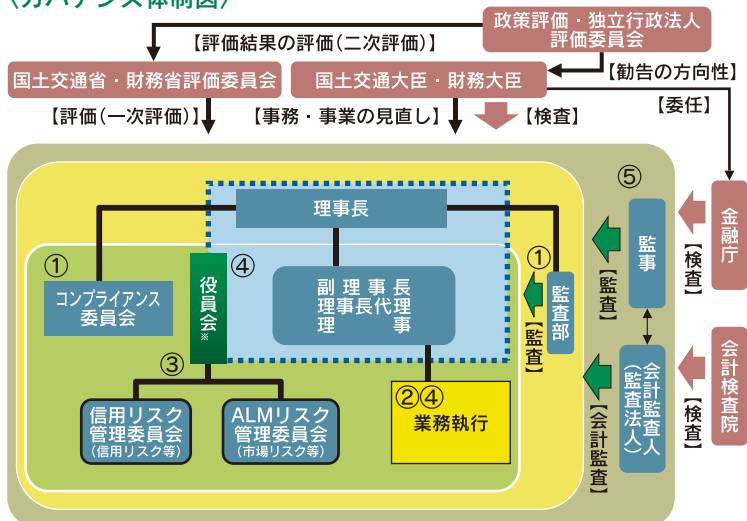 〈ガバナンス体制図〉
政策評価・独立行政法人
評価委員会
【評価結果の評価(二次評価)】
【勧告の方向性】
国土交通省・財務省評価委員会
国土交通大臣・財務大臣
【委任】
【評価(一次評価)】
【事務・事業の見直し】
【検査】
理事長
⑤
監事
金融庁
【検査】
【監査】
①
コンプライアンス
委員会
役員会※
④
副理事長
理事長代理
理事
①
監査部
【監査】
③
信用リスク
管理委員会
(信用リスク等)
ALMリスク
管理委員会
(市場リスク等)
②④
業務執行
会計監査人
(監査法人)
【会計監査】
会計検査院
【検査】